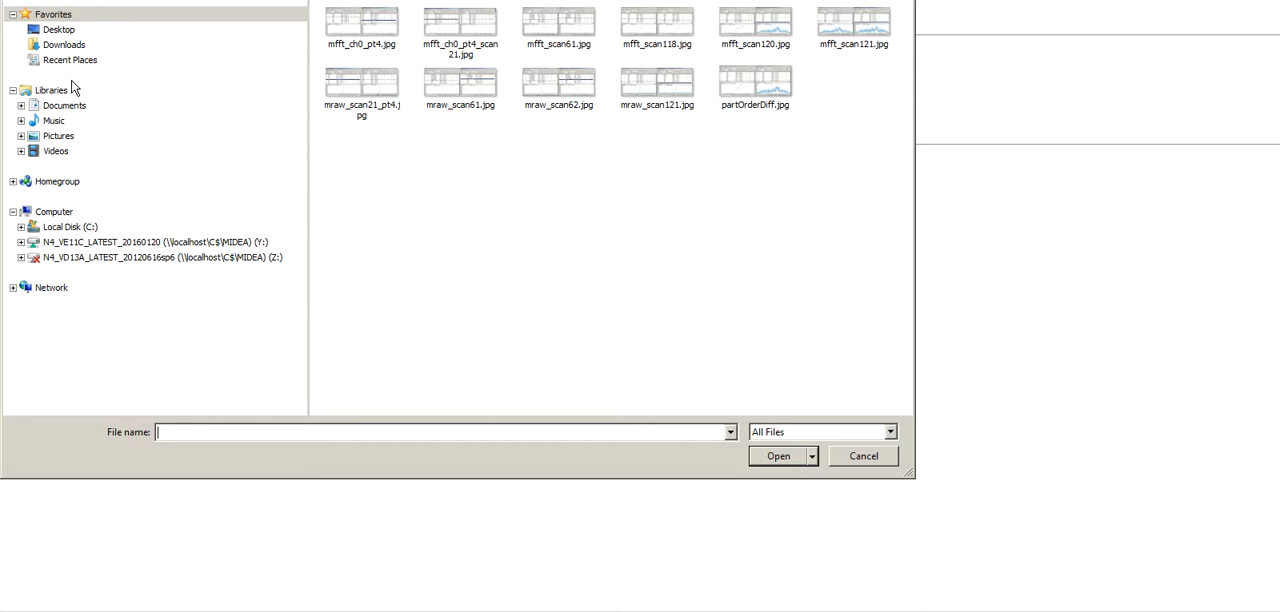 Favorites
Desktop
Downloads
Recent Places
Libraries
Documents
Music
Pictures
Videos
Homegroup
Computer
Local Disk (C:)
N4_VE11C_LATEST_20160120 (\\localhost\C$\MIDEA) (Y:)
N4_VD13A_LATEST_20120616sp6 (\\localhost\C$\MIDEA) (Z:)
Network
mfft_ch0_pt4.jpg
mfft_ch0_pt4_scan
21.jpg
mfft_scan61.jpg
mfft_scan118.jpg
mfft_scan120.jpg
mfft_scan121.jpg
mraw_scan21_pt4.j
pg
mraw_scan61.jpg
mraw_scan62.jpg
mraw_scan121.jpg
partOrderDiff.jpg
File name:
All Files
Open
Cancel